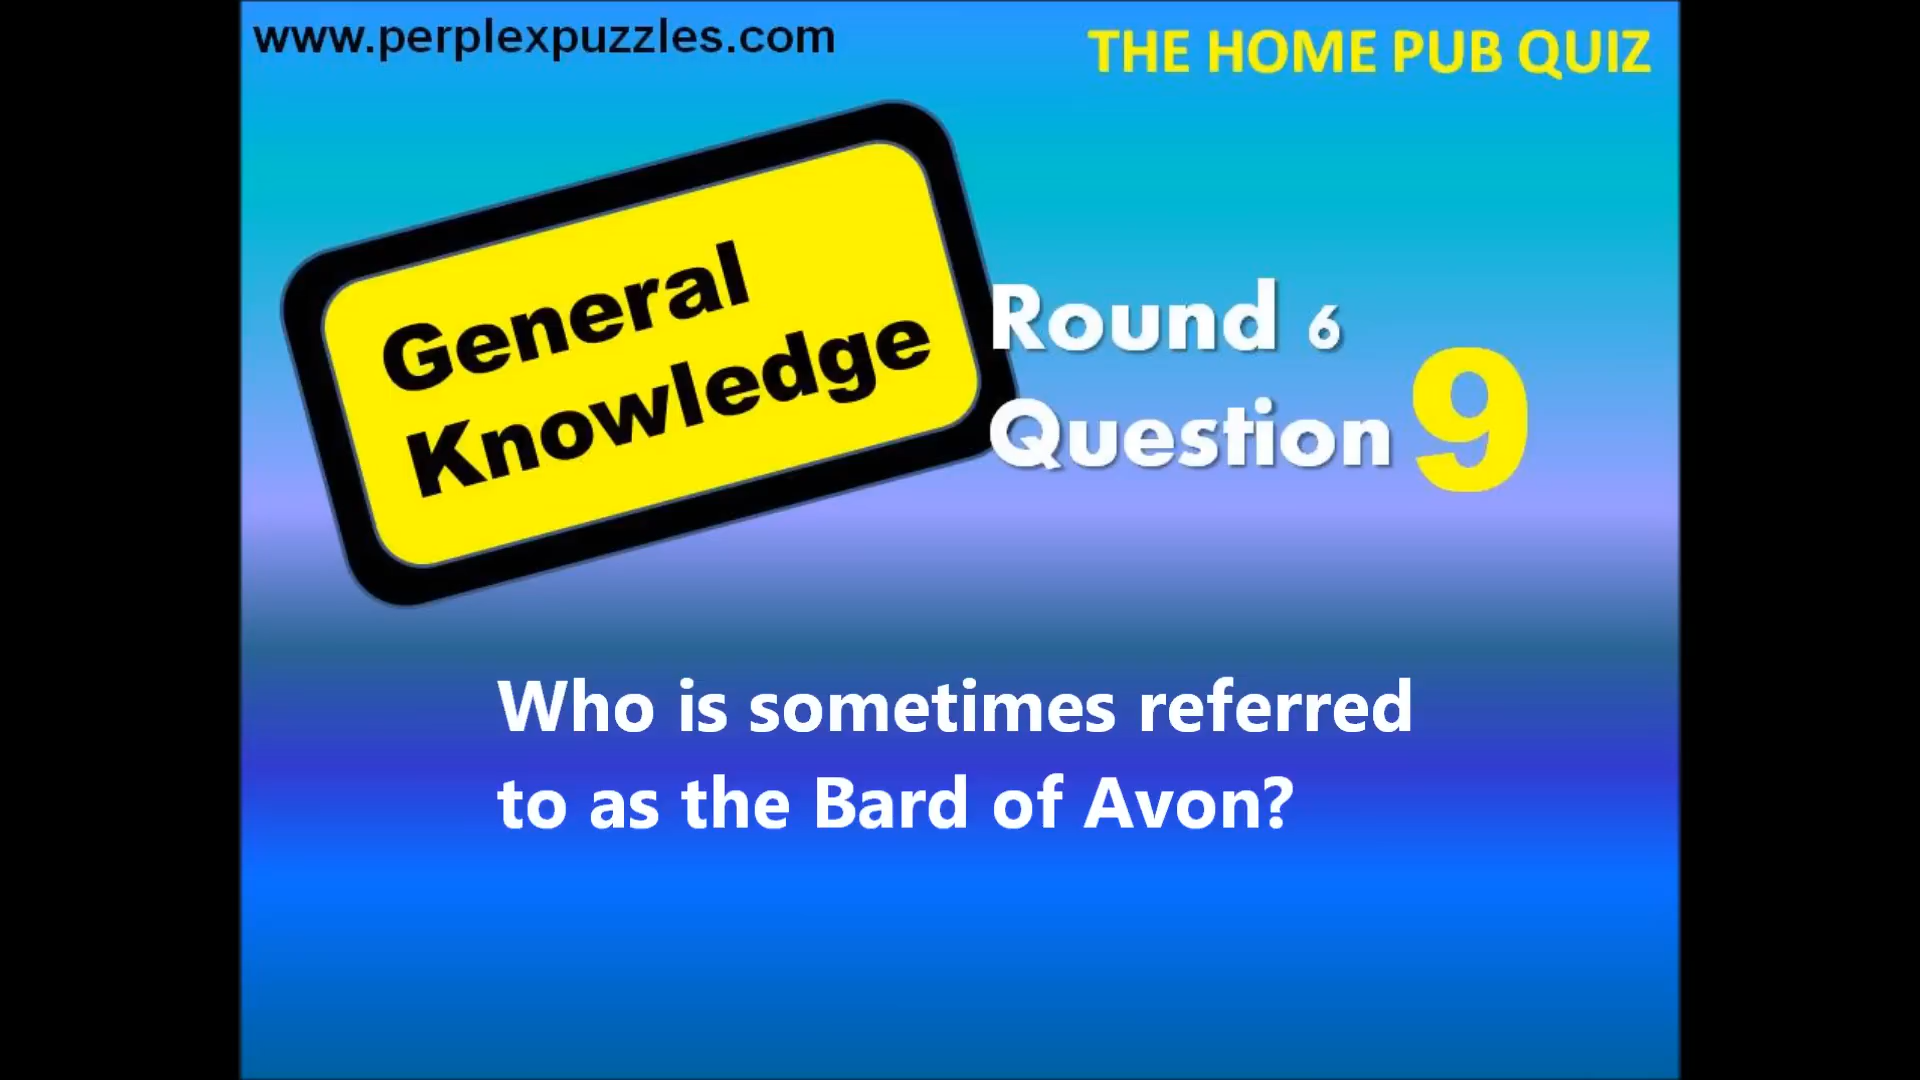 www.perplexpuzzles.com
THE HOME PUB QUIZ
General
Knowledge
Round 6
Question 9
Who is sometimes referred
to as the Bard of Avon?